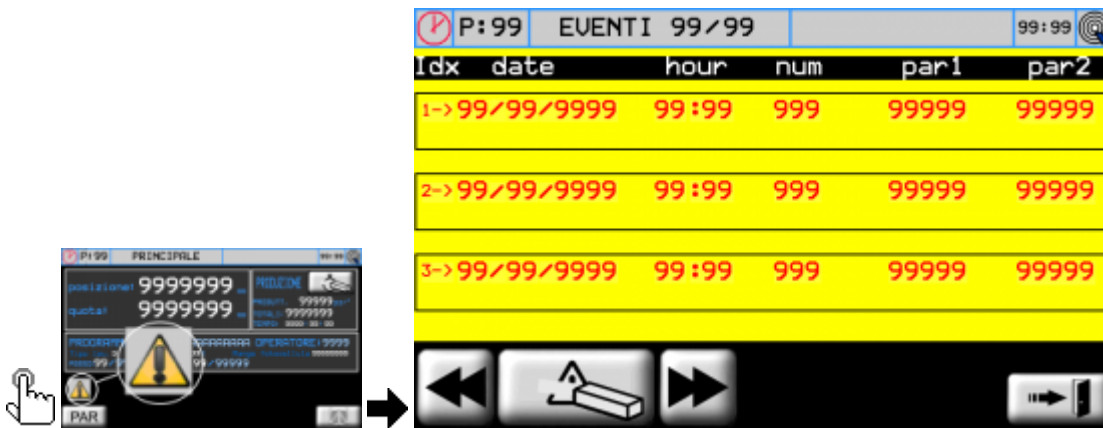 P:99 PRINCIPALE 99:99
posizione: 9999999
quota: 9999999
99999
9999999
OPERATORE: 9999
PAR
P:99 EVENTI 99/99 99:99
Idx date hour num par1 par2
1->99/99/9999 99:99 999 99999 99999
2->99/99/9999 99:99 999 99999 99999
3->99/99/9999 99:99 999 99999 99999